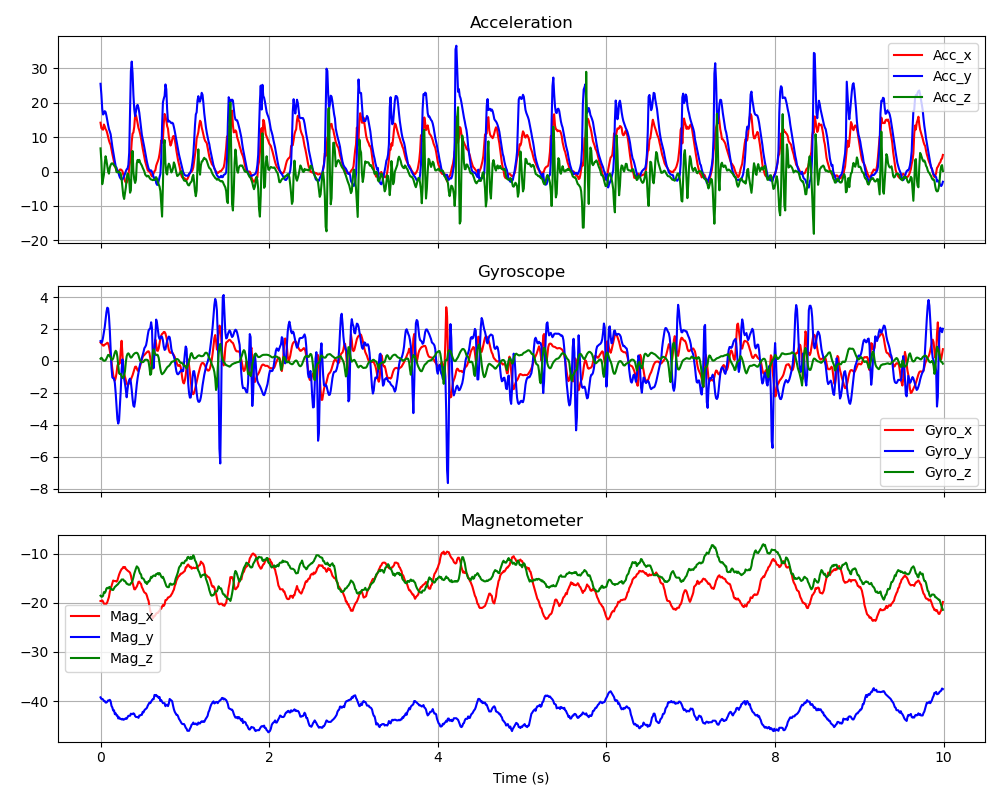 Acceleration
30
20
10
0
−10
−20
Acc_x
Acc_y
Acc_z
Gyroscope
4
2
0
−2
−4
−6
−8
Gyro_x
Gyro_y
Gyro_z
Magnetometer
−10
−20
−30
−40
Mag_x
Mag_y
Mag_z
0 2 4 6 8 10
Time (s)